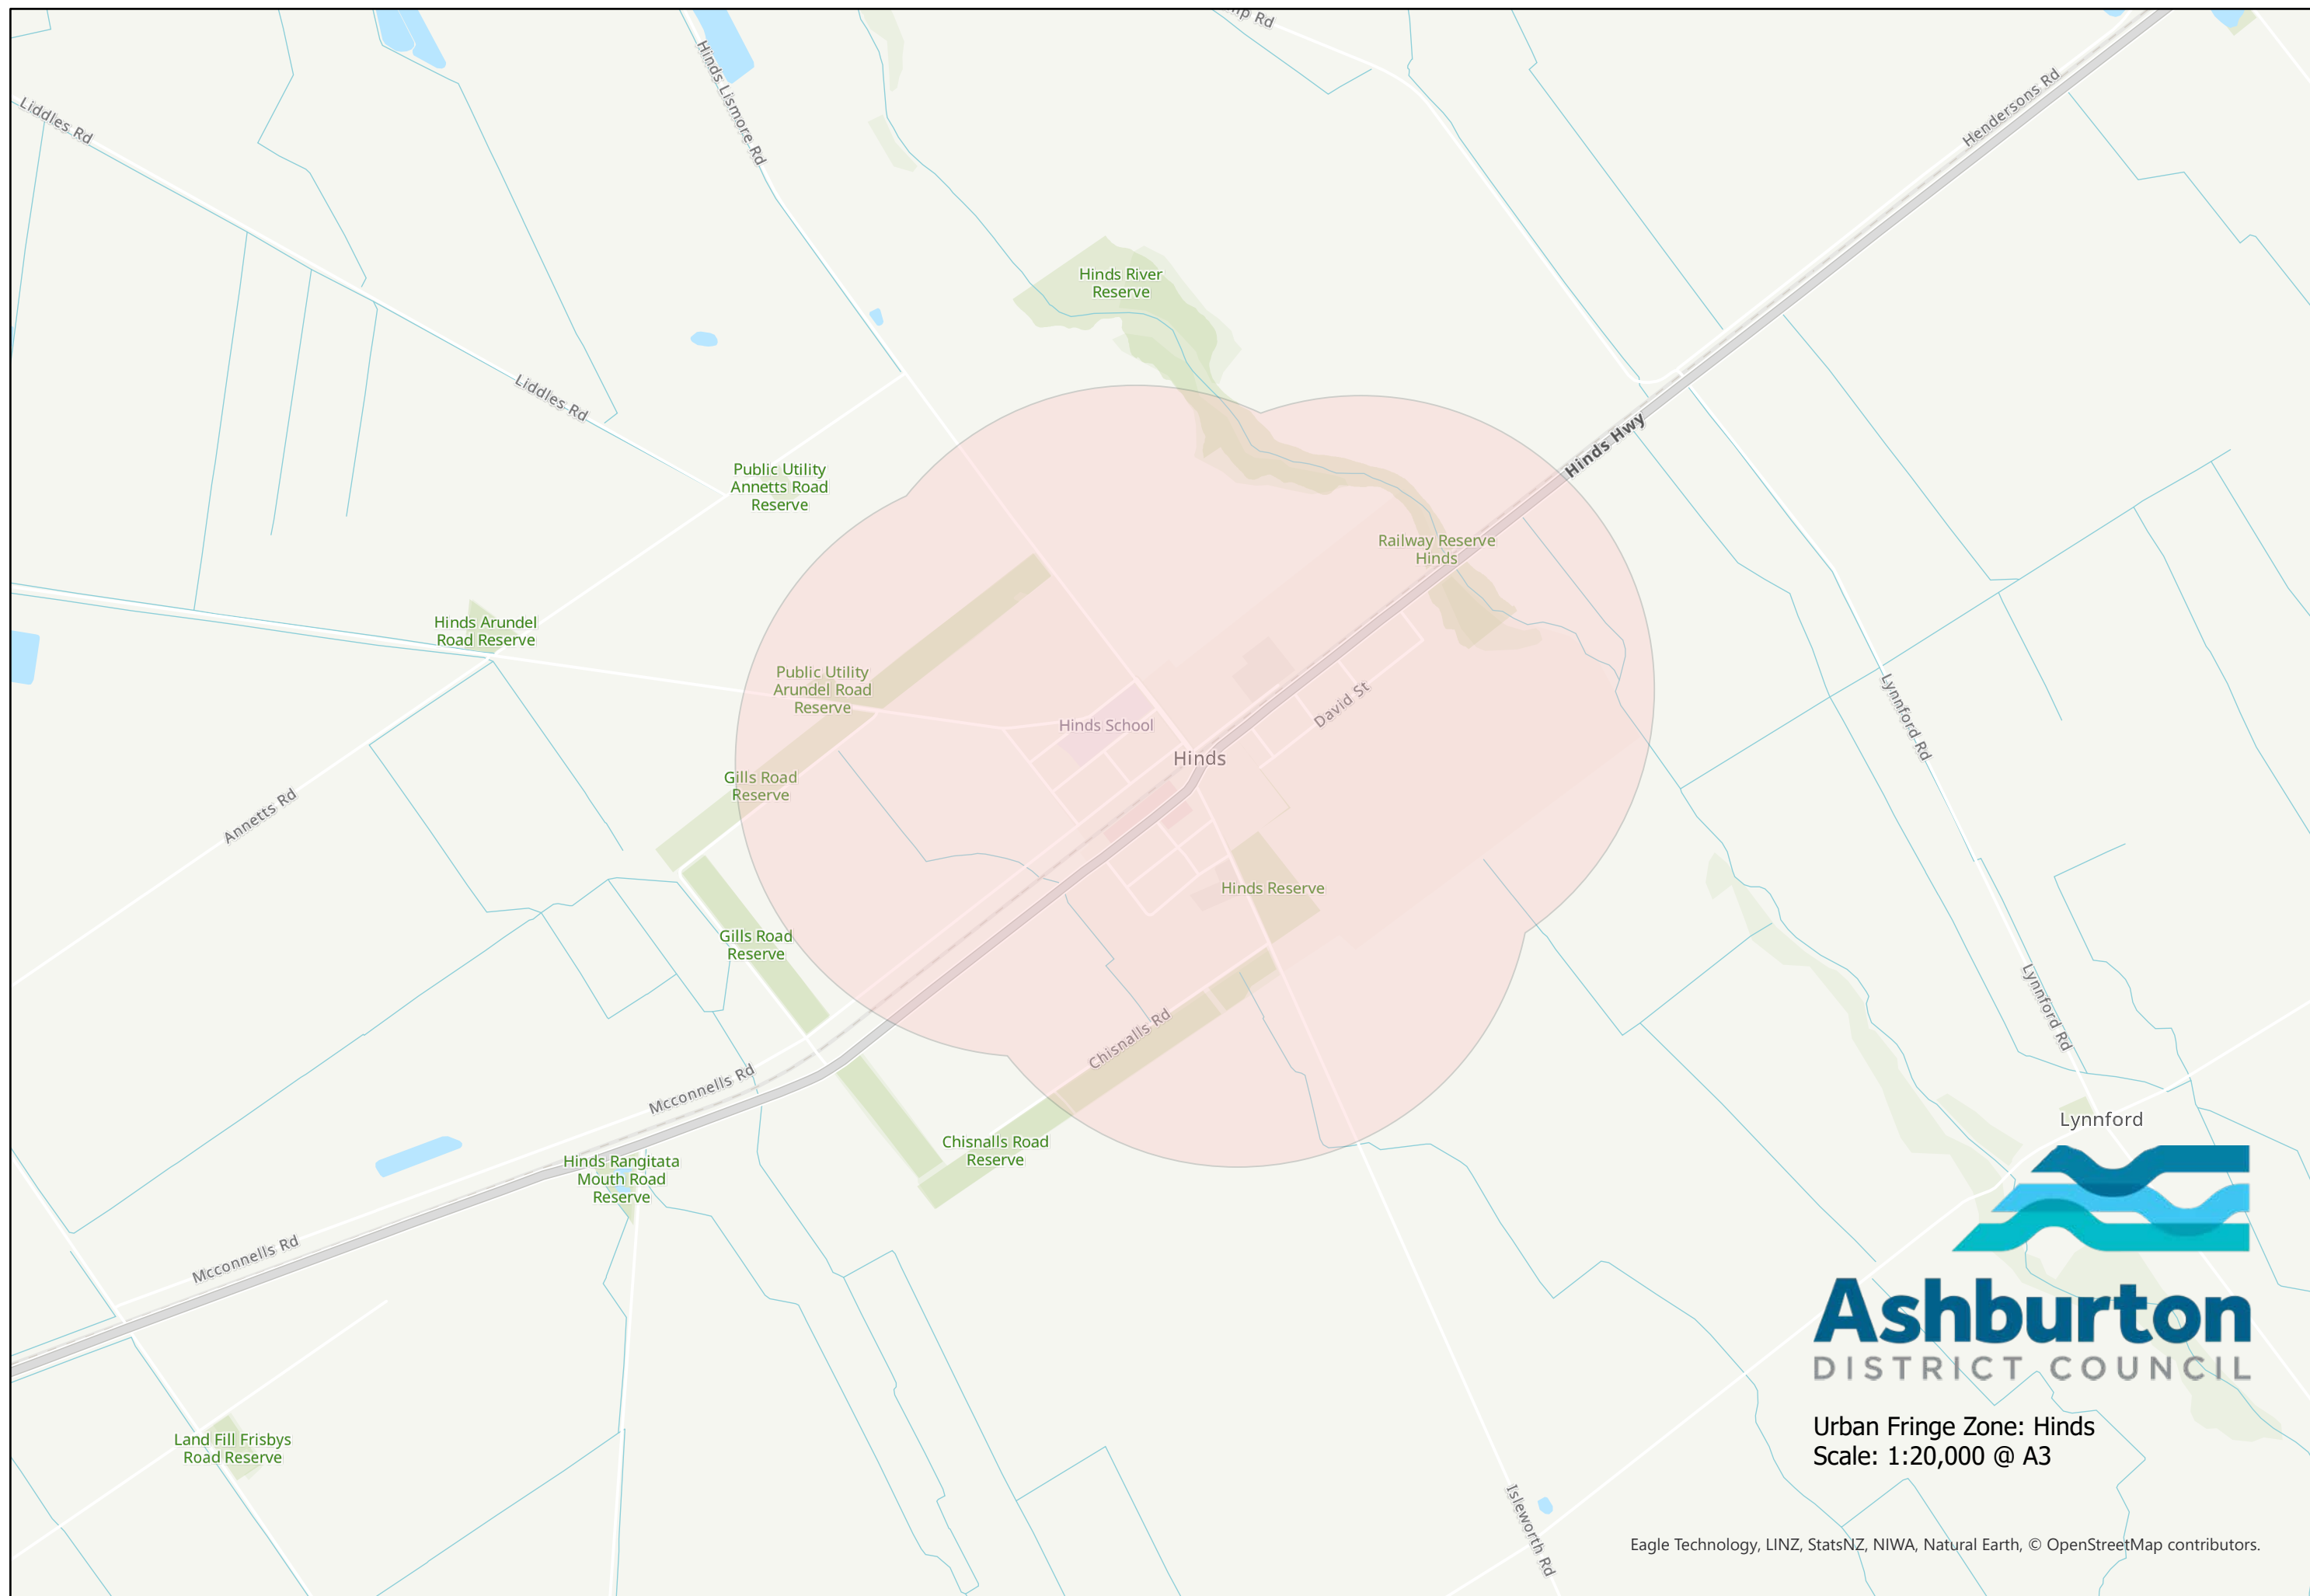 Hinds Lismore Rd
Liddles Rd
Hendersons Rd
Hinds River
Reserve
Liddles Rd
Hinds Hwy
Public Utility
Annetts Road
Reserve
Railway Reserve
Hinds
Hinds Arundel
Road Reserve
Public Utility
Arundel Road
Reserve
David St
Lynnford Rd
Hinds School
Hinds
Gills Road
Reserve
Annetts Rd
Hinds Reserve
Gills Road
Reserve
Lynnford Rd
Chisnalls Rd
Mcconnells Rd
Lynnford
Chisnalls Road
Reserve
Hinds Rangitata
Mouth Road
Reserve
Mcconnells Rd
Ashburton
DISTRICT COUNCIL
Urban Fringe Zone: Hinds
Scale: 1:20,000 @ A3
Land Fill Frisbys
Road Reserve
Isleworth Rd
Eagle Technology, LINZ, StatsNZ, NIWA, Natural Earth, © OpenStreetMap contributors.